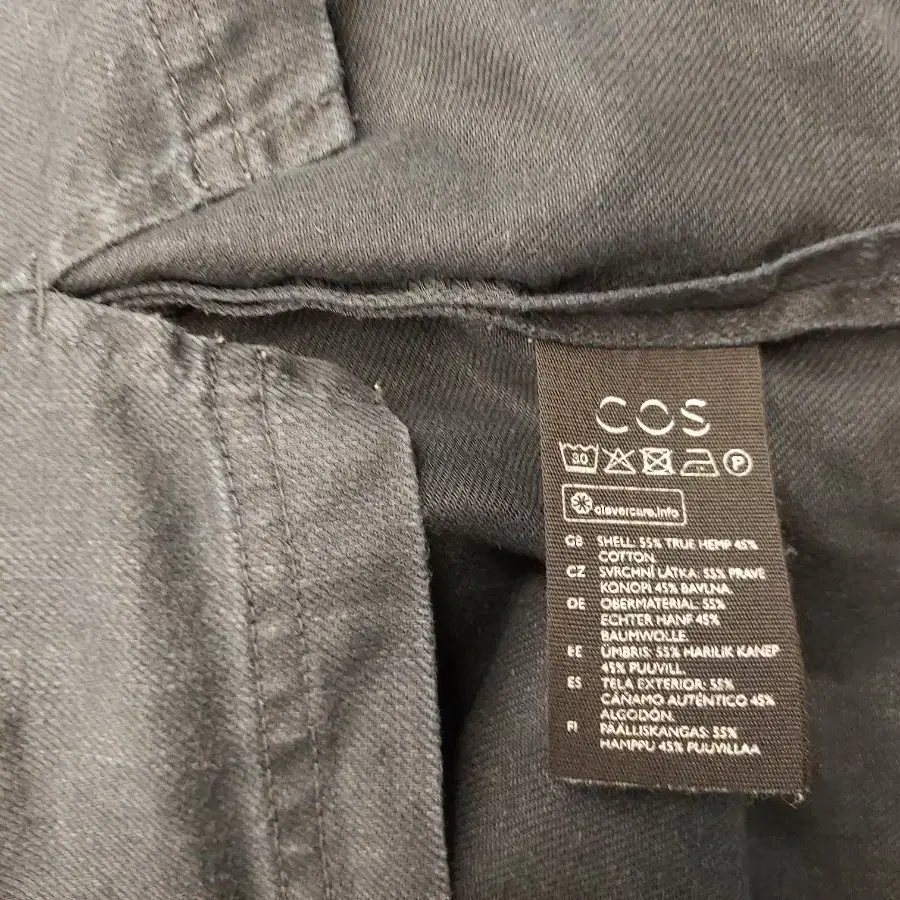 COS
30 P
clevercare.info
GB SHELL: 55% TRUE HEMP 45%
COTTON.
CZ SVRCHNÍ LÁTKA: 55% PRAVÉ
KONOPÍ 45% BAVLNA.
DE OBERMATERIAL: 55%
ECHTER HANF 45%
BAUMWOLLE.
EE ÜMBRIS: 55% HARILIK KANEP
45% PUUVILL.
ES TELA EXTERIOR: 55%
CÁÑAMO AUTÉNTICO 45%
ALGODÓN.
FI PÄÄLLISKANGAS: 55%
HAMPPU 45% PUUVILLAA